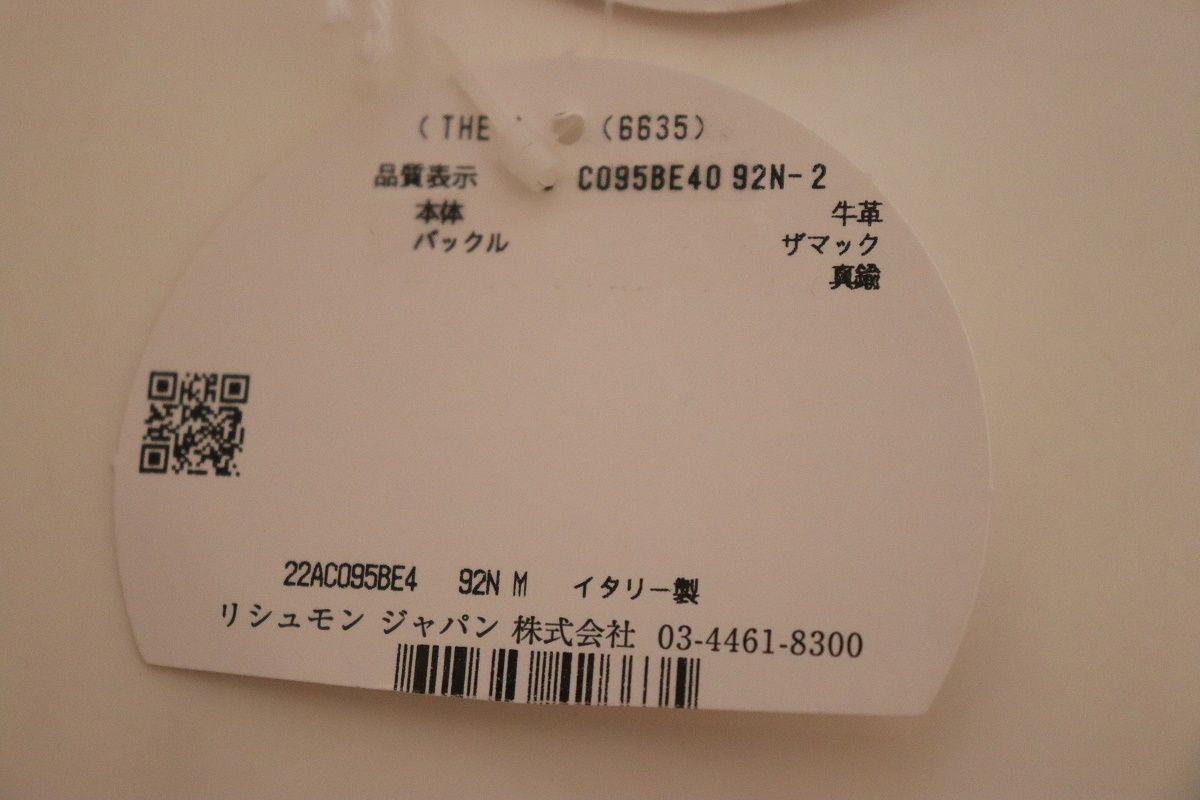 (THE (6635)
品質表示 C095BE40 92N-2
本体 牛革
バックル ザマック
真鍮
22AC095BE4 92N M イタリー製
リシュモン ジャパン 株式会社 03-4461-8300